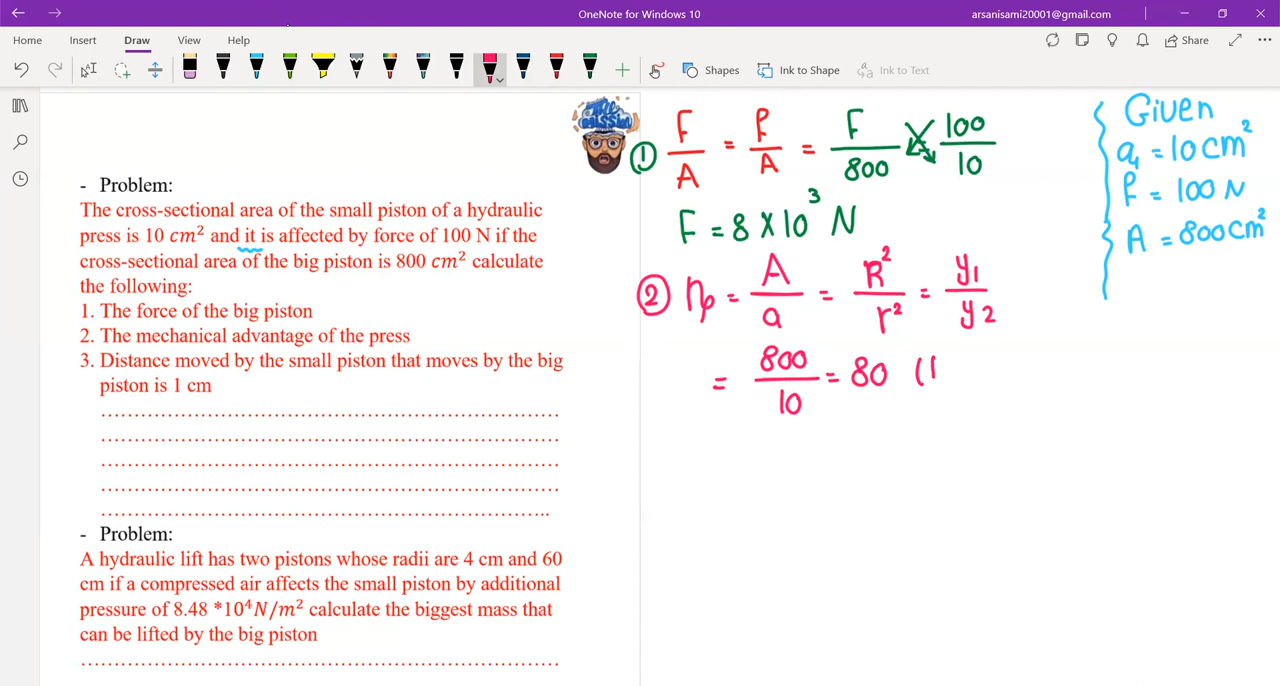 OneNote for Windows 10
arsanisami20001@gmail.com
Home Insert Draw View Help
Share
Shapes Ink to Shape Ink to Text
- Problem:
The cross-sectional area of the small piston of a hydraulic
press is 10 cm² and it is affected by force of 100 N if the
cross-sectional area of the big piston is 800 cm² calculate
the following:
1. The force of the big piston
2. The mechanical advantage of the press
3. Distance moved by the small piston that moves by the big
piston is 1 cm
- Problem:
A hydraulic lift has two pistons whose radii are 4 cm and 60
cm if a compressed air affects the small piston by additional
pressure of 8.48 *10⁴N/m² calculate the biggest mass that
can be lifted by the big piston
① F/A = f/A = F/800 100/10
F = 8 × 10³ N
② η = A/a = R²/r² = y1/y2
= 800/10 = 80 (
Given
a = 10 cm²
f = 100 N
A = 800 cm²